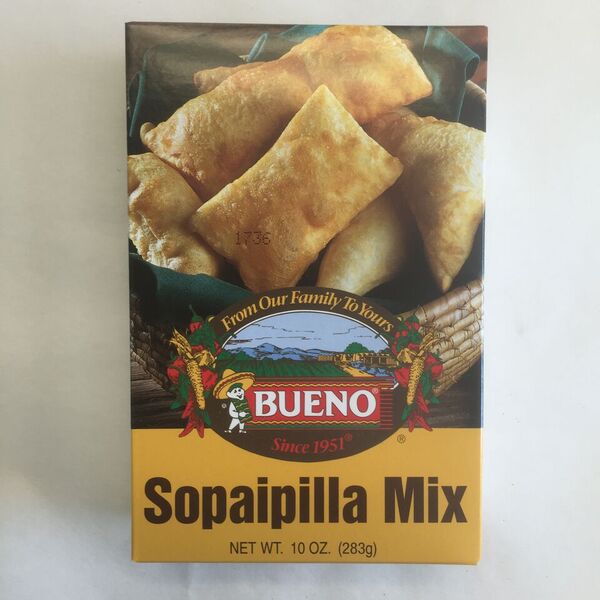 1736
From Our Family To Yours
BUENO®
Since 1951®
®
Sopaipilla Mix
NET WT. 10 OZ. (283g)